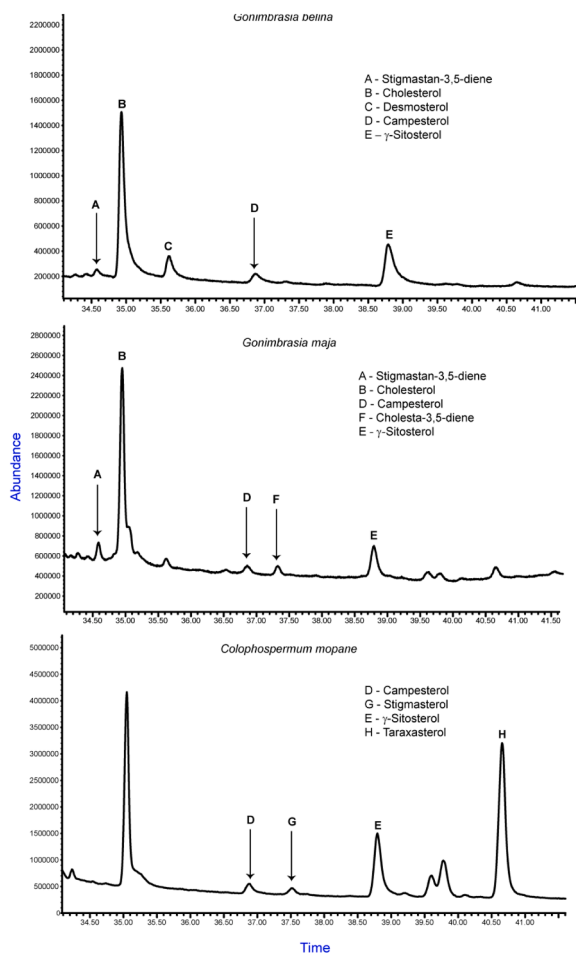 Gonimbrasia belina
2200000
2000000
1800000
1600000
1400000
1200000
1000000
800000
600000
400000
200000
A - Stigmastan-3,5-diene
B - Cholesterol
C - Desmosterol
D - Campesterol
E – γ-Sitosterol
A
B
C
D
E
34.50 35.00 35.50 36.00 36.50 37.00 37.50 38.00 38.50 39.00 39.50 40.00 40.50 41.00
Abundance
Gonimbrasia maja
2800000
2600000
2400000
2200000
2000000
1800000
1600000
1400000
1200000
1000000
800000
600000
400000
200000
A - Stigmastan-3,5-diene
B - Cholesterol
D - Campesterol
F - Cholesta-3,5-diene
E - γ-Sitosterol
A
B
D
F
E
34.50 35.00 35.50 36.00 36.50 37.00 37.50 38.00 38.50 39.00 39.50 40.00 40.50 41.00 41.50
Colophospermum mopane
5000000
4500000
4000000
3500000
3000000
2500000
2000000
1500000
1000000
500000
0
D - Campesterol
G - Stigmasterol
E - γ-Sitosterol
H - Taraxasterol
D
G
E
H
34.50 35.00 35.50 36.00 36.50 37.00 37.50 38.00 38.50 39.00 39.50 40.00 40.50 41.00
Time